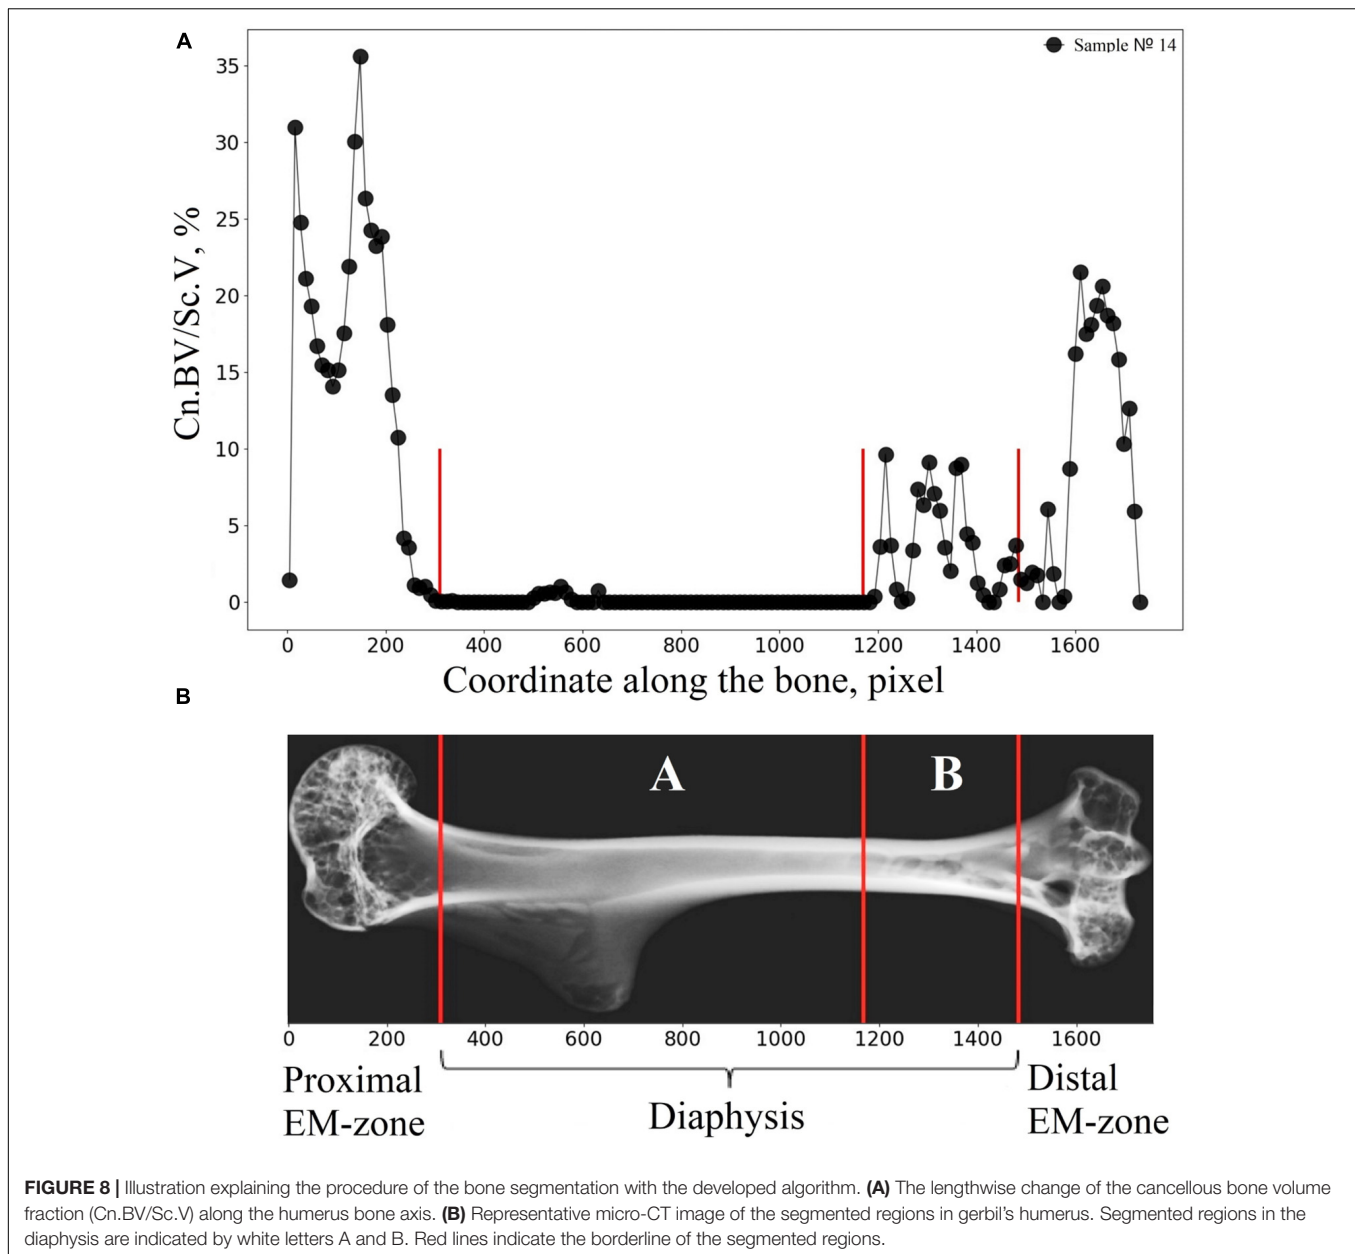 A
Sample № 14
35
30
25
20
15
10
5
0
Cn.BV/Sc.V, %
0 200 400 600 800 1000 1200 1400 1600
Coordinate along the bone, pixel
B
A B
0 200 400 600 800 1000 1200 1400 1600
Proximal
EM-zone
Diaphysis
Distal
EM-zone
FIGURE 8 | Illustration explaining the procedure of the bone segmentation with the developed algorithm. (A) The lengthwise change of the cancellous bone volume
fraction (Cn.BV/Sc.V) along the humerus bone axis. (B) Representative micro-CT image of the segmented regions in gerbil's humerus. Segmented regions in the
diaphysis are indicated by white letters A and B. Red lines indicate the borderline of the segmented regions.